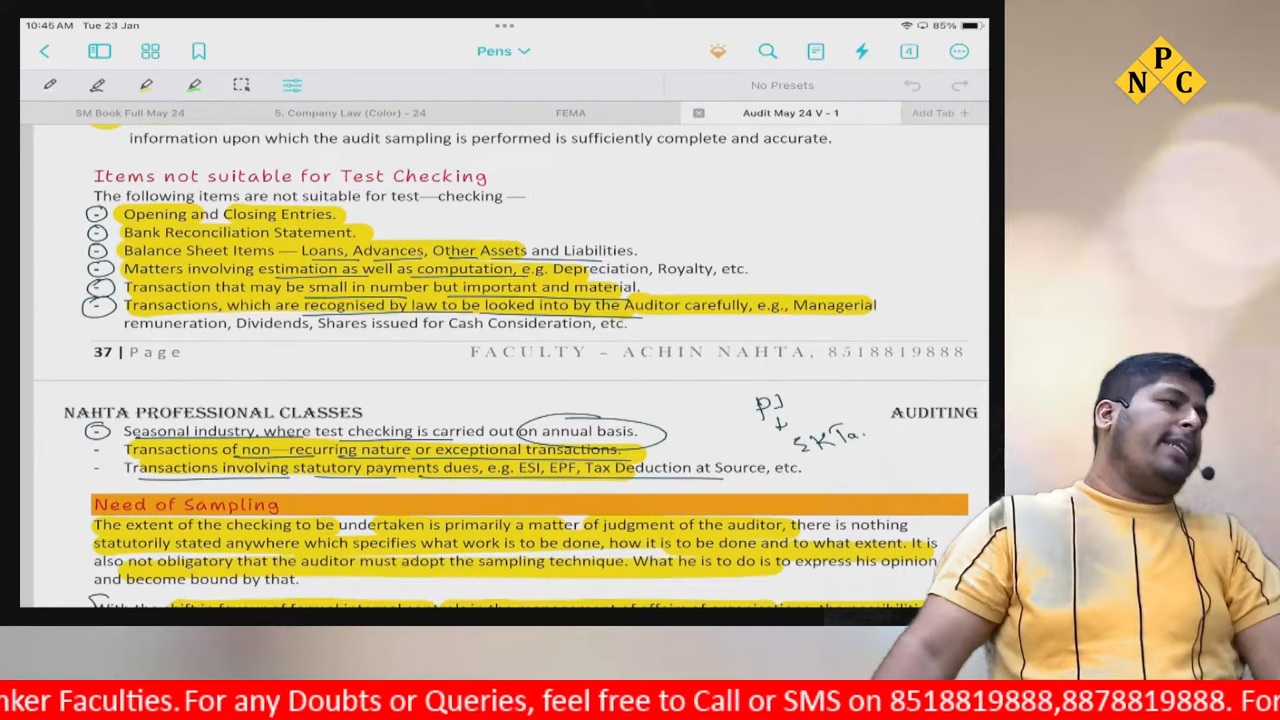 10:45 AM Tue 23 Jan
85%
Pens
No Presets
SM Book Full May 24
5. Company Law (Color) - 24
FEMA
Audit May 24 V - 1
Add Tab +
information upon which the audit sampling is performed is sufficiently complete and accurate.
Items not suitable for Test Checking
The following items are not suitable for test—checking —
- Opening and Closing Entries.
- Bank Reconciliation Statement.
- Balance Sheet Items — Loans, Advances, Other Assets and Liabilities.
- Matters involving estimation as well as computation, e.g. Depreciation, Royalty, etc.
- Transaction that may be small in number but important and material.
- Transactions, which are recognised by law to be looked into by the Auditor carefully, e.g., Managerial
remuneration, Dividends, Shares issued for Cash Consideration, etc.
37 | Page
FACULTY - ACHIN NAHTA, 8518819888
NAHTA PROFESSIONAL CLASSES
AUDITING
- Seasonal industry, where test checking is carried out on annual basis.
- Transactions of non—recurring nature or exceptional transactions.
- Transactions involving statutory payments dues, e.g. ESI, EPF, Tax Deduction at Source, etc.
Need of Sampling
The extent of the checking to be undertaken is primarily a matter of judgment of the auditor, there is nothing
statutorily stated anywhere which specifies what work is to be done, how it is to be done and to what extent. It is
also not obligatory that the auditor must adopt the sampling technique. What he is to do is to express his opinion
and become bound by that.
N P C
nker Faculties. For any Doubts or Queries, feel free to Call or SMS on 8518819888,8878819888. For